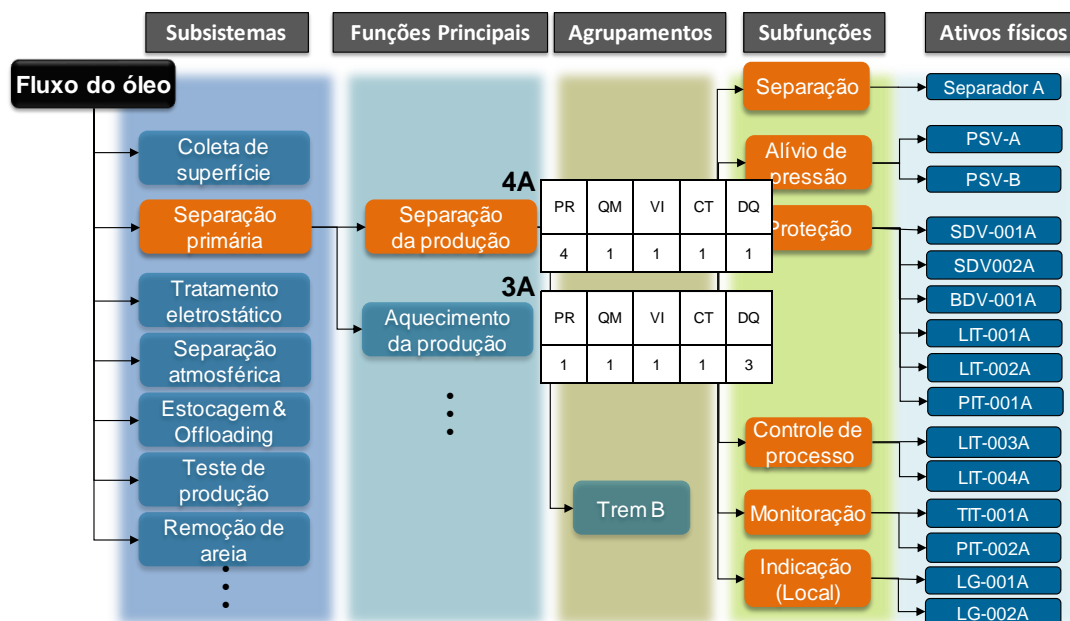 Subsistemas
Funções Principais
Agrupamentos
Subfunções
Ativos físicos
Fluxo do óleo
Coleta de
superfície
Separação
primária
Tratamento
eletrostático
Separação
atmosférica
Estocagem &
Offloading
Teste de
produção
Remoção de
areia
Separação
da produção
Aquecimento
da produção
4A
PR QM VI CT DQ
4 1 1 1 1
3A
PR QM VI CT DQ
1 1 1 1 3
Trem B
Separação
Alívio de
pressão
Proteção
Controle de
processo
Monitoração
Indicação
(Local)
Separador A
PSV-A
PSV-B
SDV-001A
SDV002A
BDV-001A
LIT-001A
LIT-002A
PIT-001A
LIT-003A
LIT-004A
TIT-001A
PIT-002A
LG-001A
LG-002A